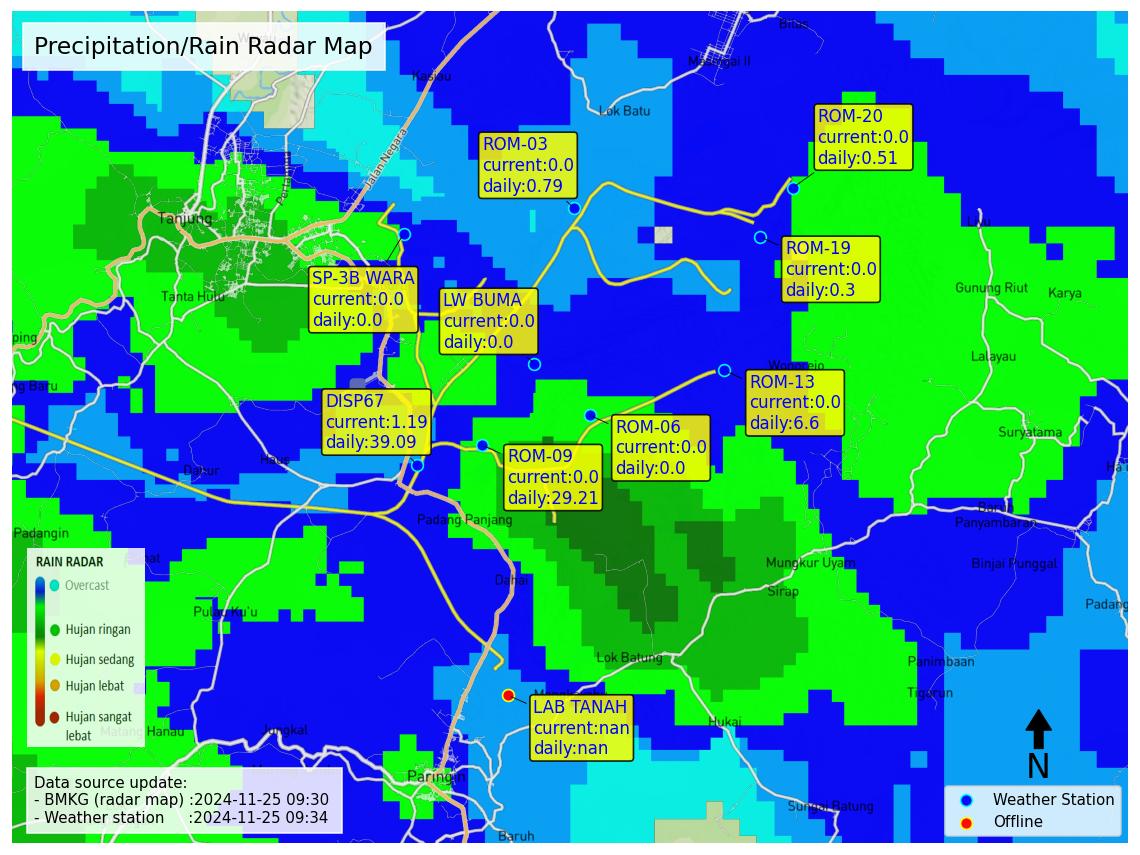 Precipitation/Rain Radar Map
Bilas
Kasiau
Masingai II
Lok Batu
Jalan Negara
ROM-20
current:0.0
daily:0.51
ROM-03
current:0.0
daily:0.79
Tanjung
Liyu
ROM-19
current:0.0
daily:0.3
SP-3B WARA
current:0.0
daily:0.0
LW BUMA
current:0.0
daily:0.0
Tanta Hulu
Gunung Riut
Karya
ping
Lalayau
ng Baru
ROM-13
current:0.0
daily:6.6
DISP67
current:1.19
daily:39.09
ROM-06
current:0.0
daily:0.0
Suryatama
ROM-09
current:0.0
daily:29.21
Dahur
Haus
Padang Panjang
Panyambaran
Padangin
Mungkur Uyam
Binjai Punggal
Dahai
Sirap
Padang
Pulau Ku'u
RAIN RADAR
Overcast
Hujan ringan
Hujan sedang
Hujan lebat
Hujan sangat
lebat
Lok Batung
Panimbaan
Tigarun
LAB TANAH
current:nan
daily:nan
Matang Hanau
Jungkal
Hukai
N
Paringin
Data source update:
- BMKG (radar map) :2024-11-25 09:30
- Weather station :2024-11-25 09:34
Sungai Batung
Baruh
Weather Station
Offline